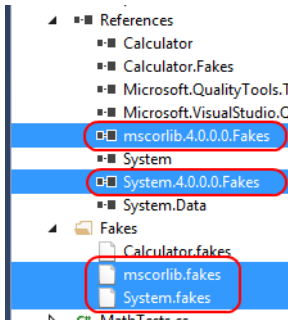 References
Calculator
Calculator.Fakes
Microsoft.QualityTools.T
Microsoft.VisualStudio.Q
mscorlib.4.0.0.0.Fakes
System
System.4.0.0.0.Fakes
System.Data
Fakes
Calculator.fakes
mscorlib.fakes
System.fakes
C# MathTests.cs